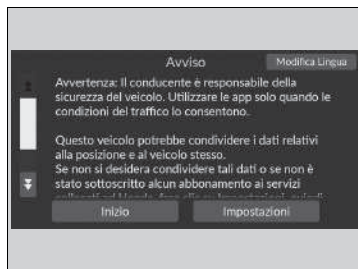 Avviso
Modifica Lingua
Avvertenza: Il conducente è responsabile della
sicurezza del veicolo. Utilizzare le app solo quando le
condizioni del traffico lo consentono.
Questo veicolo potrebbe condividere i dati relativi
alla posizione e al veicolo stesso.
Se non si desidera condividere tali dati o se non è
stato sottoscritto alcun abbonamento ai servizi
Inizio
Impostazioni